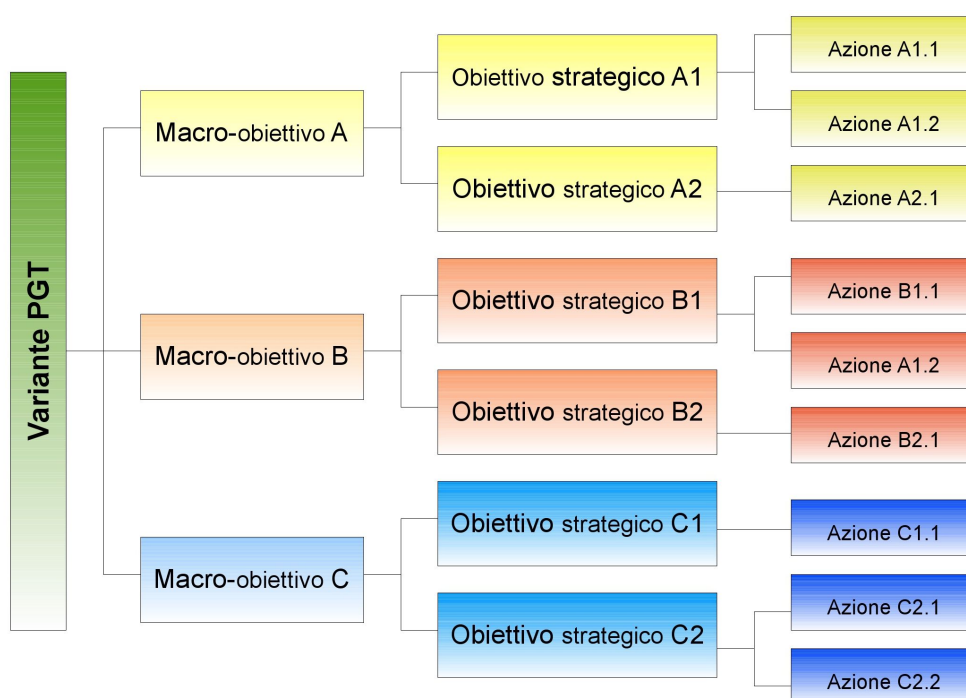 Variante PGT
Macro-obiettivo A
Obiettivo strategico A1
Azione A1.1
Azione A1.2
Obiettivo strategico A2
Azione A2.1
Macro-obiettivo B
Obiettivo strategico B1
Azione B1.1
Azione A1.2
Obiettivo strategico B2
Azione B2.1
Macro-obiettivo C
Obiettivo strategico C1
Azione C1.1
Obiettivo strategico C2
Azione C2.1
Azione C2.2